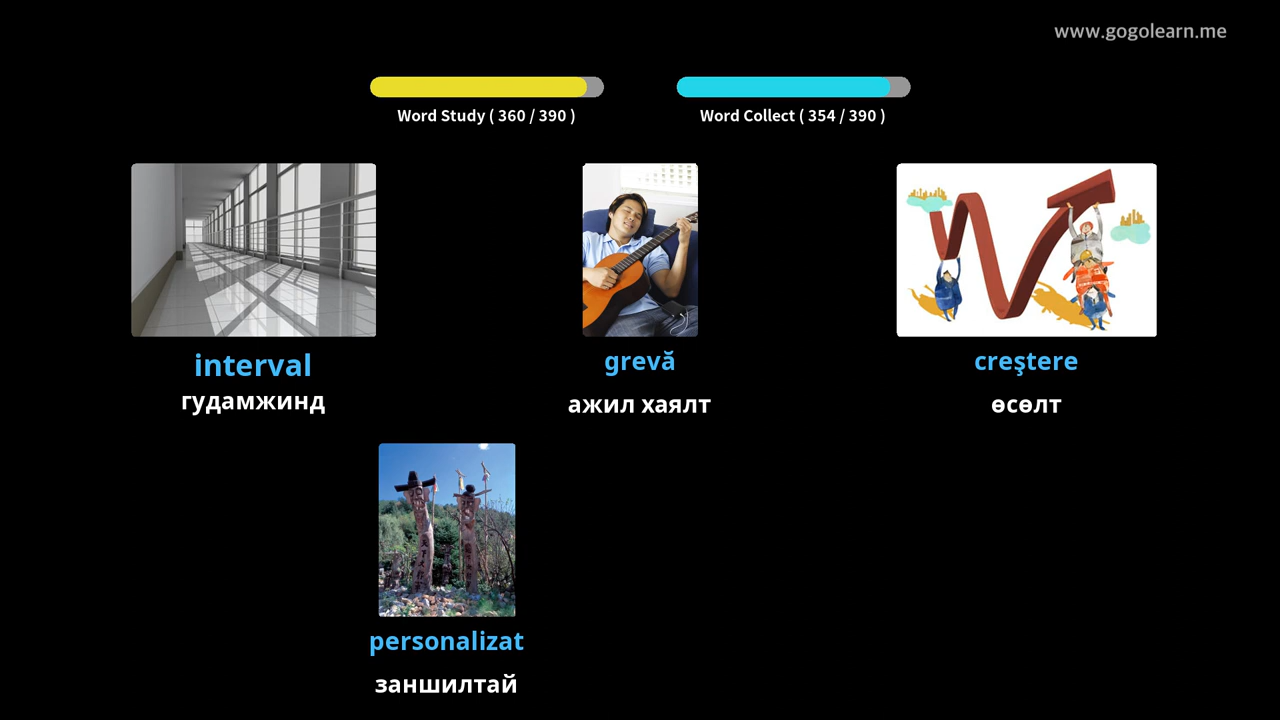 www.gogolearn.me
Word Study ( 360 / 390 )
Word Collect ( 354 / 390 )
interval
гудамжинд
grevă
ажил хаялт
creştere
өсөлт
personalizat
заншилтай